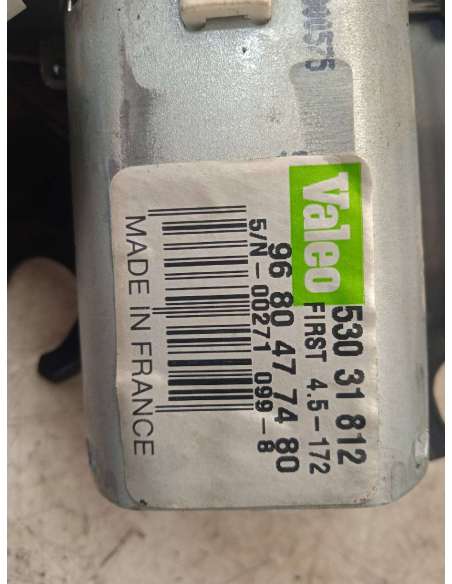 Valeo
530 31 812
FIRST 4.5-172
96 80 47 74 80
S/N-00271 099-8
MADE IN FRANCE